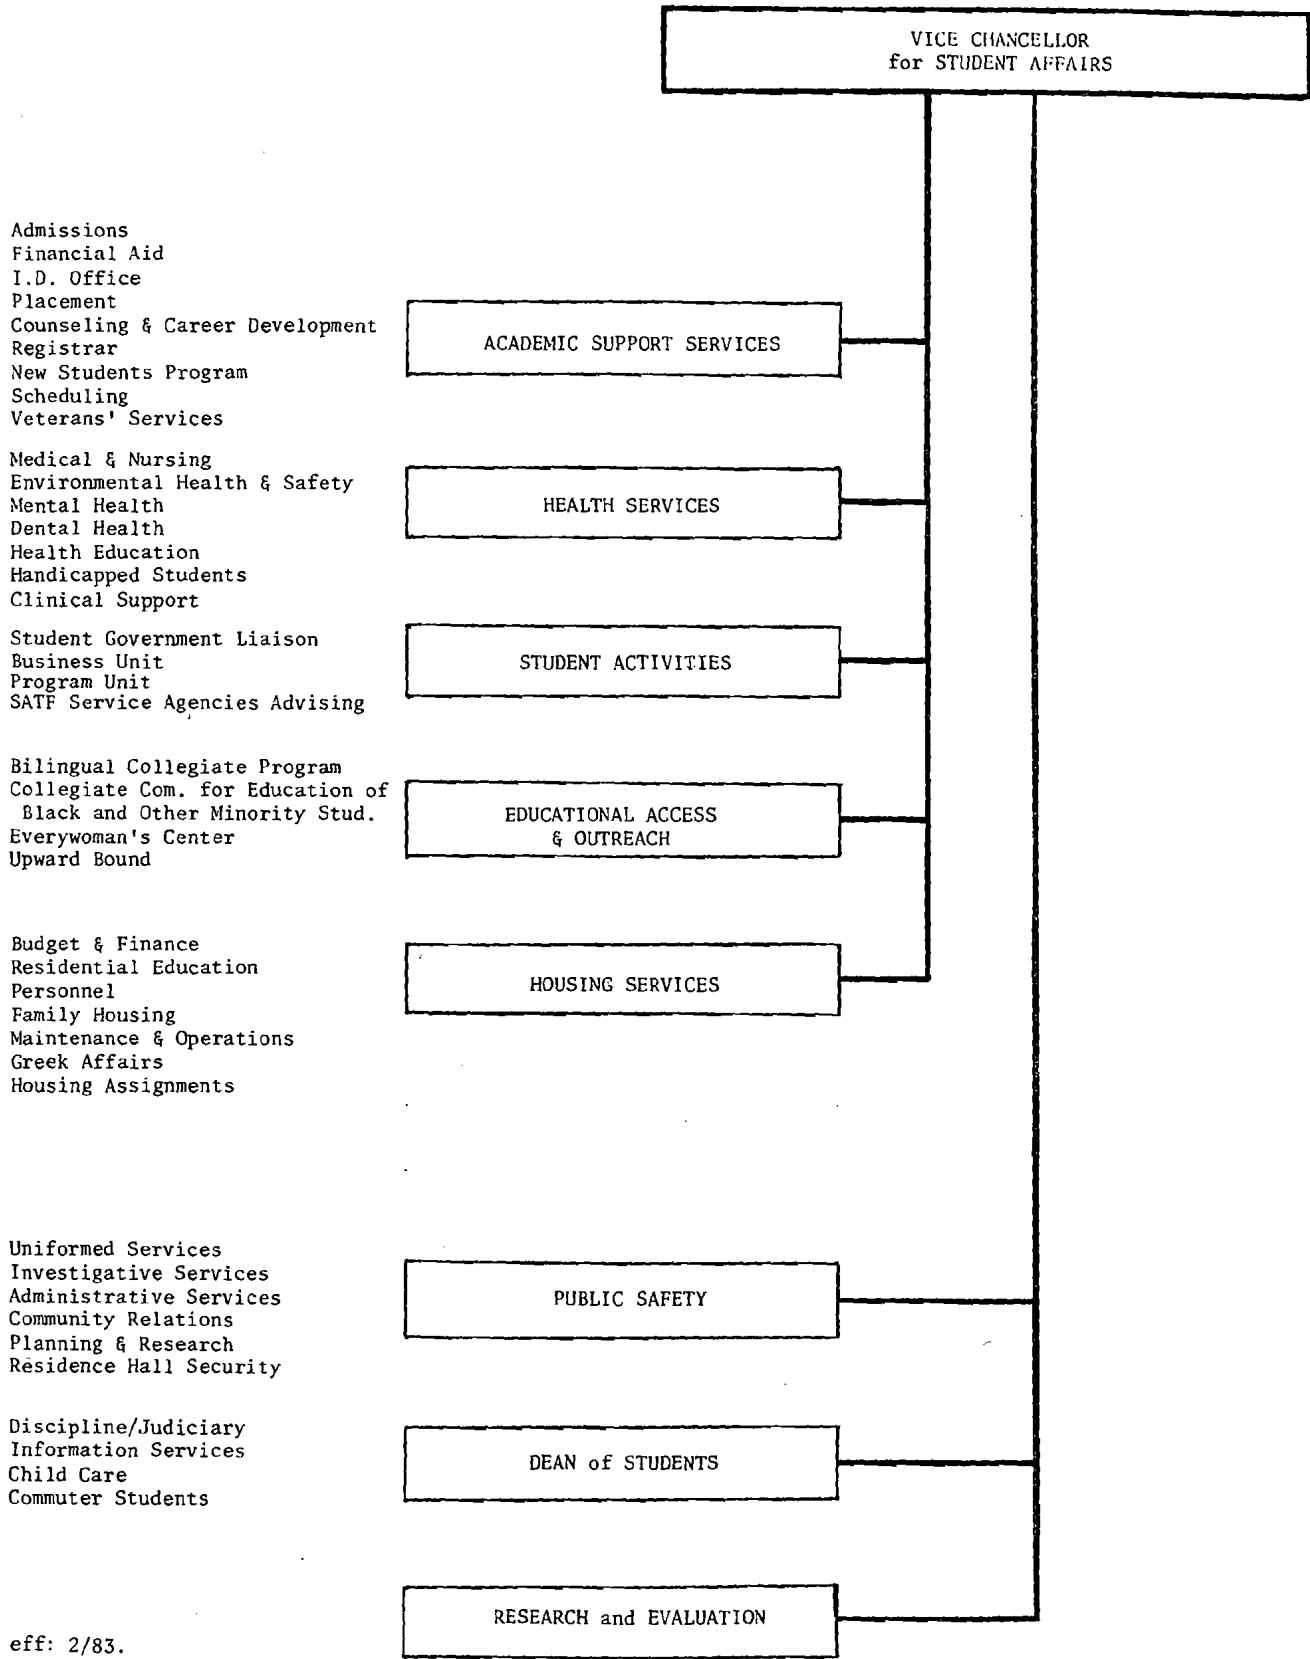 VICE CHANCELLOR
for STUDENT AFFAIRS
Admissions
Financial Aid
I.D. Office
Placement
Counseling & Career Development
Registrar
New Students Program
Scheduling
Veterans' Services
ACADEMIC SUPPORT SERVICES
Medical & Nursing
Environmental Health & Safety
Mental Health
Dental Health
Health Education
Handicapped Students
Clinical Support
HEALTH SERVICES
Student Government Liaison
Business Unit
Program Unit
SATF Service Agencies Advising
STUDENT ACTIVITIES
Bilingual Collegiate Program
Collegiate Com. for Education of
Black and Other Minority Stud.
Everywoman's Center
Upward Bound
EDUCATIONAL ACCESS
& OUTREACH
Budget & Finance
Residential Education
Personnel
Family Housing
Maintenance & Operations
Greek Affairs
Housing Assignments
HOUSING SERVICES
Uniformed Services
Investigative Services
Administrative Services
Community Relations
Planning & Research
Residence Hall Security
PUBLIC SAFETY
Discipline/Judiciary
Information Services
Child Care
Commuter Students
DEAN of STUDENTS
RESEARCH and EVALUATION
eff: 2/83.